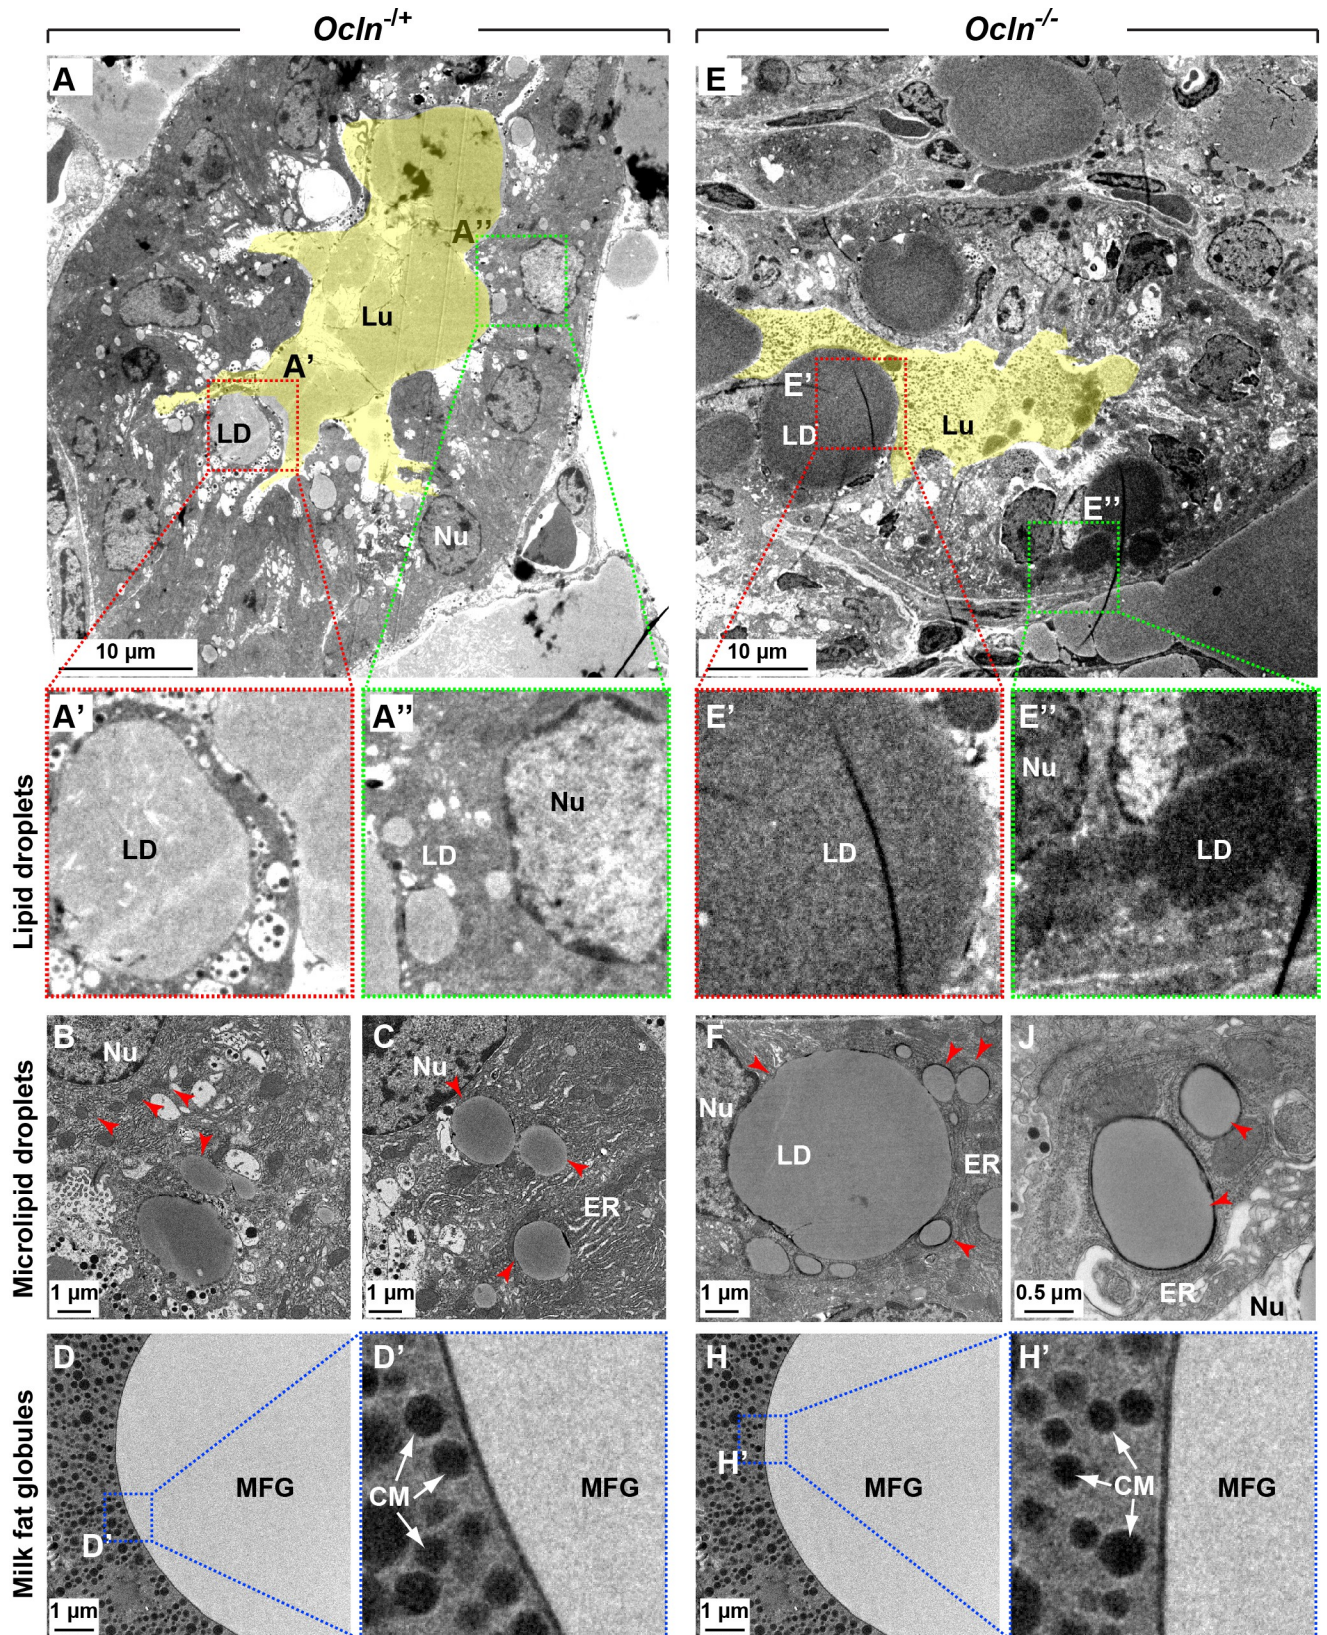 Ocln-/+
Ocln-/-
A
A''
Lu
A'
LD
Nu
10 µm
E
E'
LD
Lu
E''
10 µm
Lipid droplets
A'
LD
A''
Nu
LD
E'
LD
E''
Nu
LD
Microlipid droplets
B
Nu
1 µm
C
Nu
ER
1 µm
F
Nu
LD
ER
1 µm
J
ER
0.5 µm
Nu
Milk fat globules
D
MFG
D'
1 µm
D'
CM
MFG
H
H'
MFG
1 µm
H'
CM
MFG